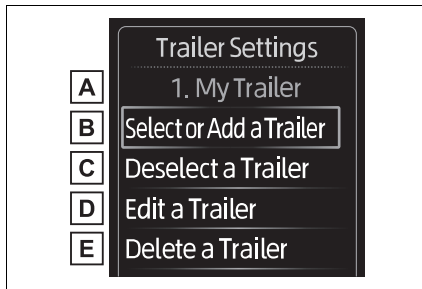 Trailer Settings
A 1. My Trailer
B Select or Add a Trailer
C Deselect a Trailer
D Edit a Trailer
E Delete a Trailer